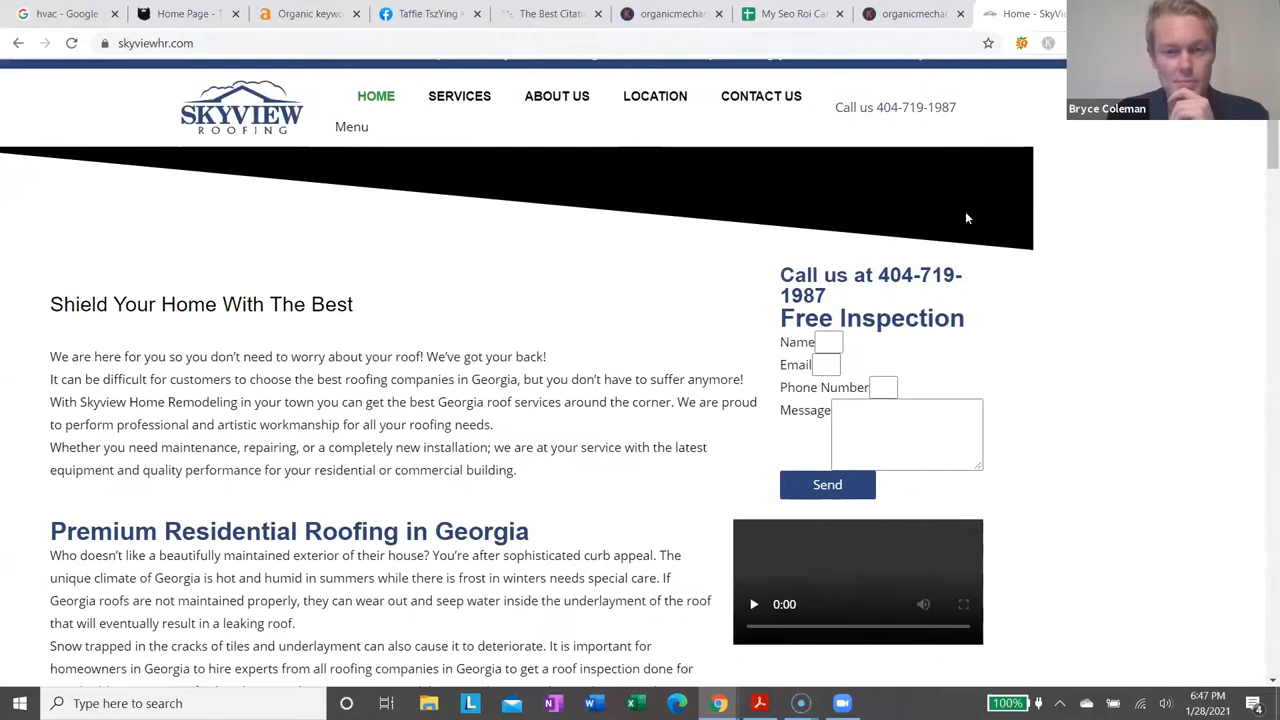 hvac - G
Home Page - T
Organic keyw
Taffie TszYing
The Best Citati
organicmechar
My Seo Roi Ca
organicmechar
Home - SkyVi
skyviewhr.com
Bryce Coleman
SKYVIEW
ROOFING
HOME
SERVICES
ABOUT US
LOCATION
CONTACT US
Call us 404-719-1987
Menu
Call us at 404-719-
1987
Free Inspection
Name
Email
Phone Number
Message
Send
Shield Your Home With The Best
We are here for you so you don’t need to worry about your roof! We’ve got your back!
It can be difficult for customers to choose the best roofing companies in Georgia, but you don’t have to suffer anymore!
With Skyview Home Remodeling in your town you can get the best Georgia roof services around the corner. We are proud
to perform professional and artistic workmanship for all your roofing needs.
Whether you need maintenance, repairing, or a completely new installation; we are at your service with the latest
equipment and quality performance for your residential or commercial building.
Premium Residential Roofing in Georgia
Who doesn’t like a beautifully maintained exterior of their house? You’re after sophisticated curb appeal. The
unique climate of Georgia is hot and humid in summers while there is frost in winters needs special care. If
Georgia roofs are not maintained properly, they can wear out and seep water inside the underlayment of the roof
that will eventually result in a leaking roof.
Snow trapped in the cracks of tiles and underlayment can also cause it to deteriorate. It is important for
homeowners in Georgia to hire experts from all roofing companies in Georgia to get a roof inspection done for
0:00
Type here to search
100%
6:47 PM
1/28/2021
4